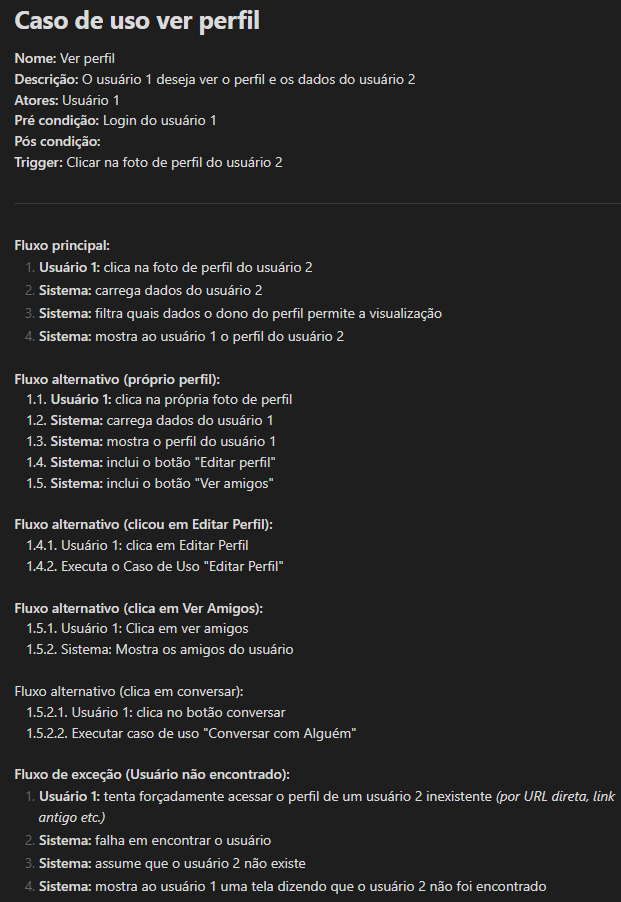 Caso de uso ver perfil
Nome: Ver perfil
Descrição: O usuário 1 deseja ver o perfil e os dados do usuário 2
Atores: Usuário 1
Pré condição: Login do usuário 1
Pós condição:
Trigger: Clicar na foto de perfil do usuário 2
Fluxo principal:
1. Usuário 1: clica na foto de perfil do usuário 2
2. Sistema: carrega dados do usuário 2
3. Sistema: filtra quais dados o dono do perfil permite a visualização
4. Sistema: mostra ao usuário 1 o perfil do usuário 2
Fluxo alternativo (próprio perfil):
1.1. Usuário 1: clica na própria foto de perfil
1.2. Sistema: carrega dados do usuário 1
1.3. Sistema: mostra o perfil do usuário 1
1.4. Sistema: inclui o botão "Editar perfil"
1.5. Sistema: inclui o botão "Ver amigos"
Fluxo alternativo (clicou em Editar Perfil):
1.4.1. Usuário 1: clica em Editar Perfil
1.4.2. Executa o Caso de Uso "Editar Perfil"
Fluxo alternativo (clica em Ver Amigos):
1.5.1. Usuário 1: Clica em ver amigos
1.5.2. Sistema: Mostra os amigos do usuário
Fluxo alternativo (clica em conversar):
1.5.2.1. Usuário 1: clica no botão conversar
1.5.2.2. Executar caso de uso "Conversar com Alguém"
Fluxo de exceção (Usuário não encontrado):
1. Usuário 1: tenta forçadamente acessar o perfil de um usuário 2 inexistente (por URL direta, link
antigo etc.)
2. Sistema: falha em encontrar o usuário
3. Sistema: assume que o usuário 2 não existe
4. Sistema: mostra ao usuário 1 uma tela dizendo que o usuário 2 não foi encontrado